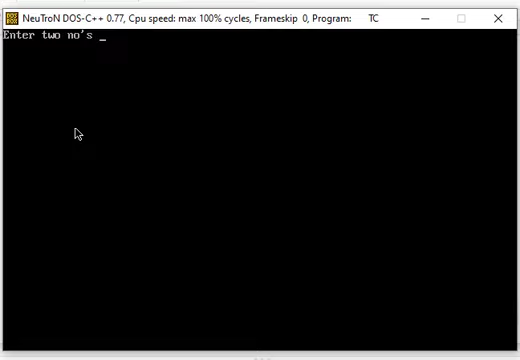 NeuTroN DOS-C++ 0.77, Cpu speed: max 100% cycles, Frameskip 0, Program: TC
Enter two no's _